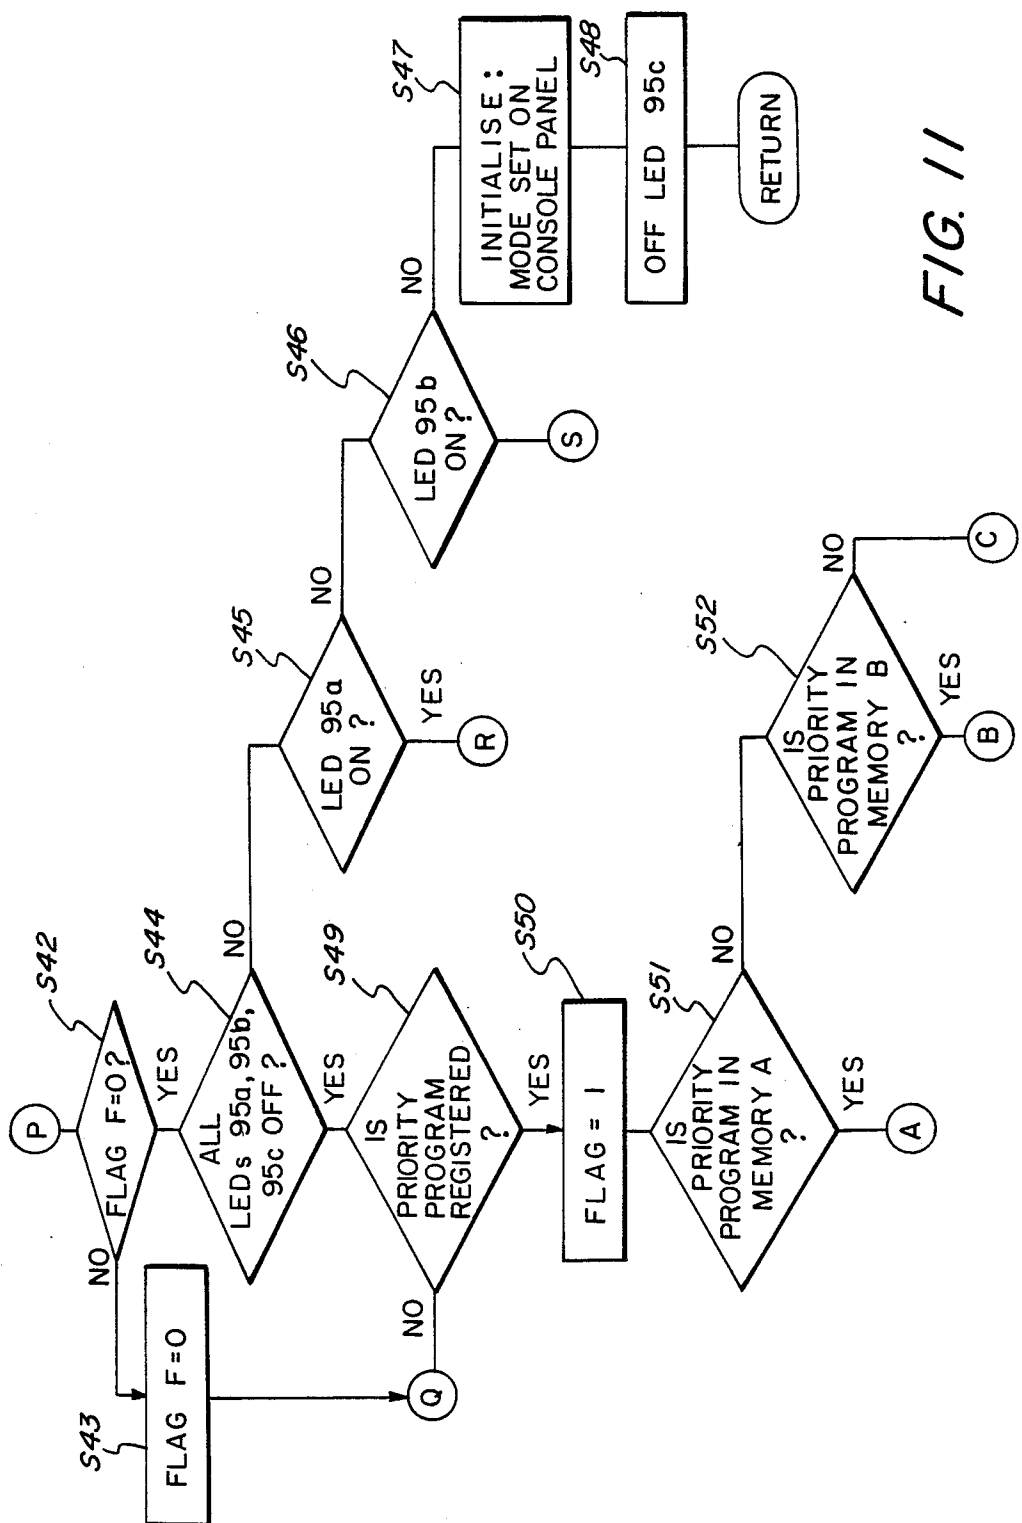 P
S42
FLAG F=0?
NO
YES
S43
FLAG F=0
S44
ALL
LEDs 95a, 95b,
95c OFF ?
NO
YES
S45
LED 95a
ON ?
NO
YES
R
S46
LED 95b
ON ?
NO
S
S47
INITIALISE :
MODE SET ON
CONSOLE PANEL
S48
OFF LED 95c
RETURN
S49
IS
PRIORITY
PROGRAM
REGISTERED
?
NO
YES
Q
S50
FLAG = 1
S51
IS
PRIORITY
PROGRAM IN
MEMORY A
?
NO
YES
A
S52
IS
PRIORITY
PROGRAM IN
MEMORY B
?
NO
YES
B
C
FIG. 11